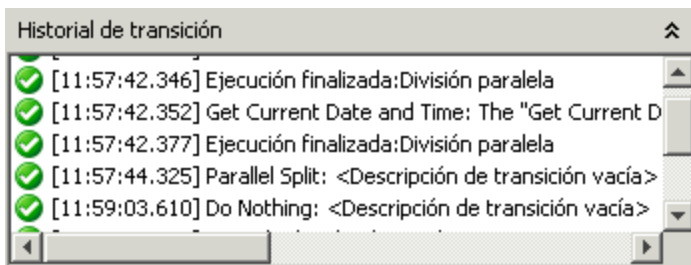 Historial de transición
[11:57:42.346] Ejecución finalizada:División paralela
[11:57:42.352] Get Current Date and Time: The "Get Current D
[11:57:42.377] Ejecución finalizada:División paralela
[11:57:44.325] Parallel Split: <Descripción de transición vacía>
[11:59:03.610] Do Nothing: <Descripción de transición vacía>